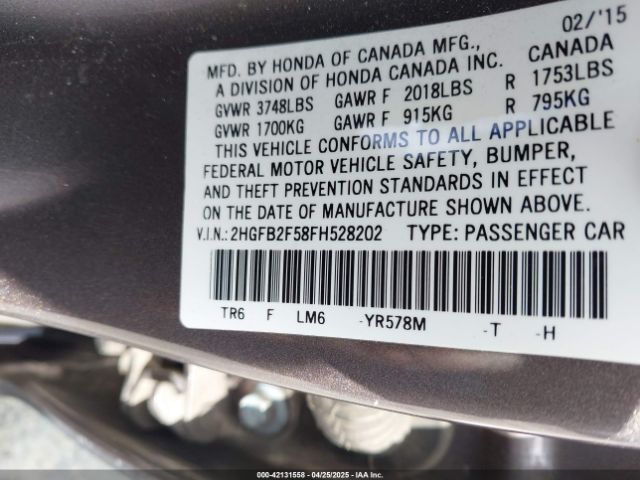 02/'15
MFD. BY HONDA OF CANADA MFG., CANADA
A DIVISION OF HONDA CANADA INC.
GVWR 3748LBS GAWR F 2018LBS R 1753LBS
GVWR 1700KG GAWR F 915KG R 795KG
THIS VEHICLE CONFORMS TO ALL APPLICABLE
FEDERAL MOTOR VEHICLE SAFETY, BUMPER,
AND THEFT PREVENTION STANDARDS IN EFFECT
ON THE DATE OF MANUFACTURE SHOWN ABOVE.
V.I.N.: 2HGFB2F58FH528202 TYPE: PASSENGER CAR
TR6 F LM6 -YR578M -T -H
000-42131558 04/25/2025 IAAI.com